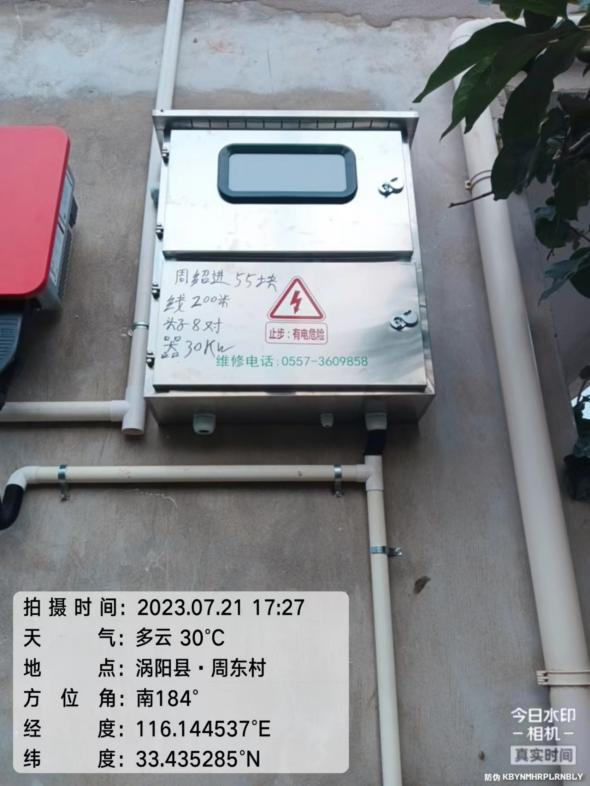 周绍进 55块
线 200米
头子 8对
器 30KW
止步:有电危险
维修电话:0557-3609858
拍摄时间: 2023.07.21 17:27
天气: 多云 30°C
地点: 涡阳县·周东村
方位角: 南184°
经度: 116.144537°E
纬度: 33.435285°N
今日水印
相机
真实时间
防伪 KBYNMHRPLRNBLY